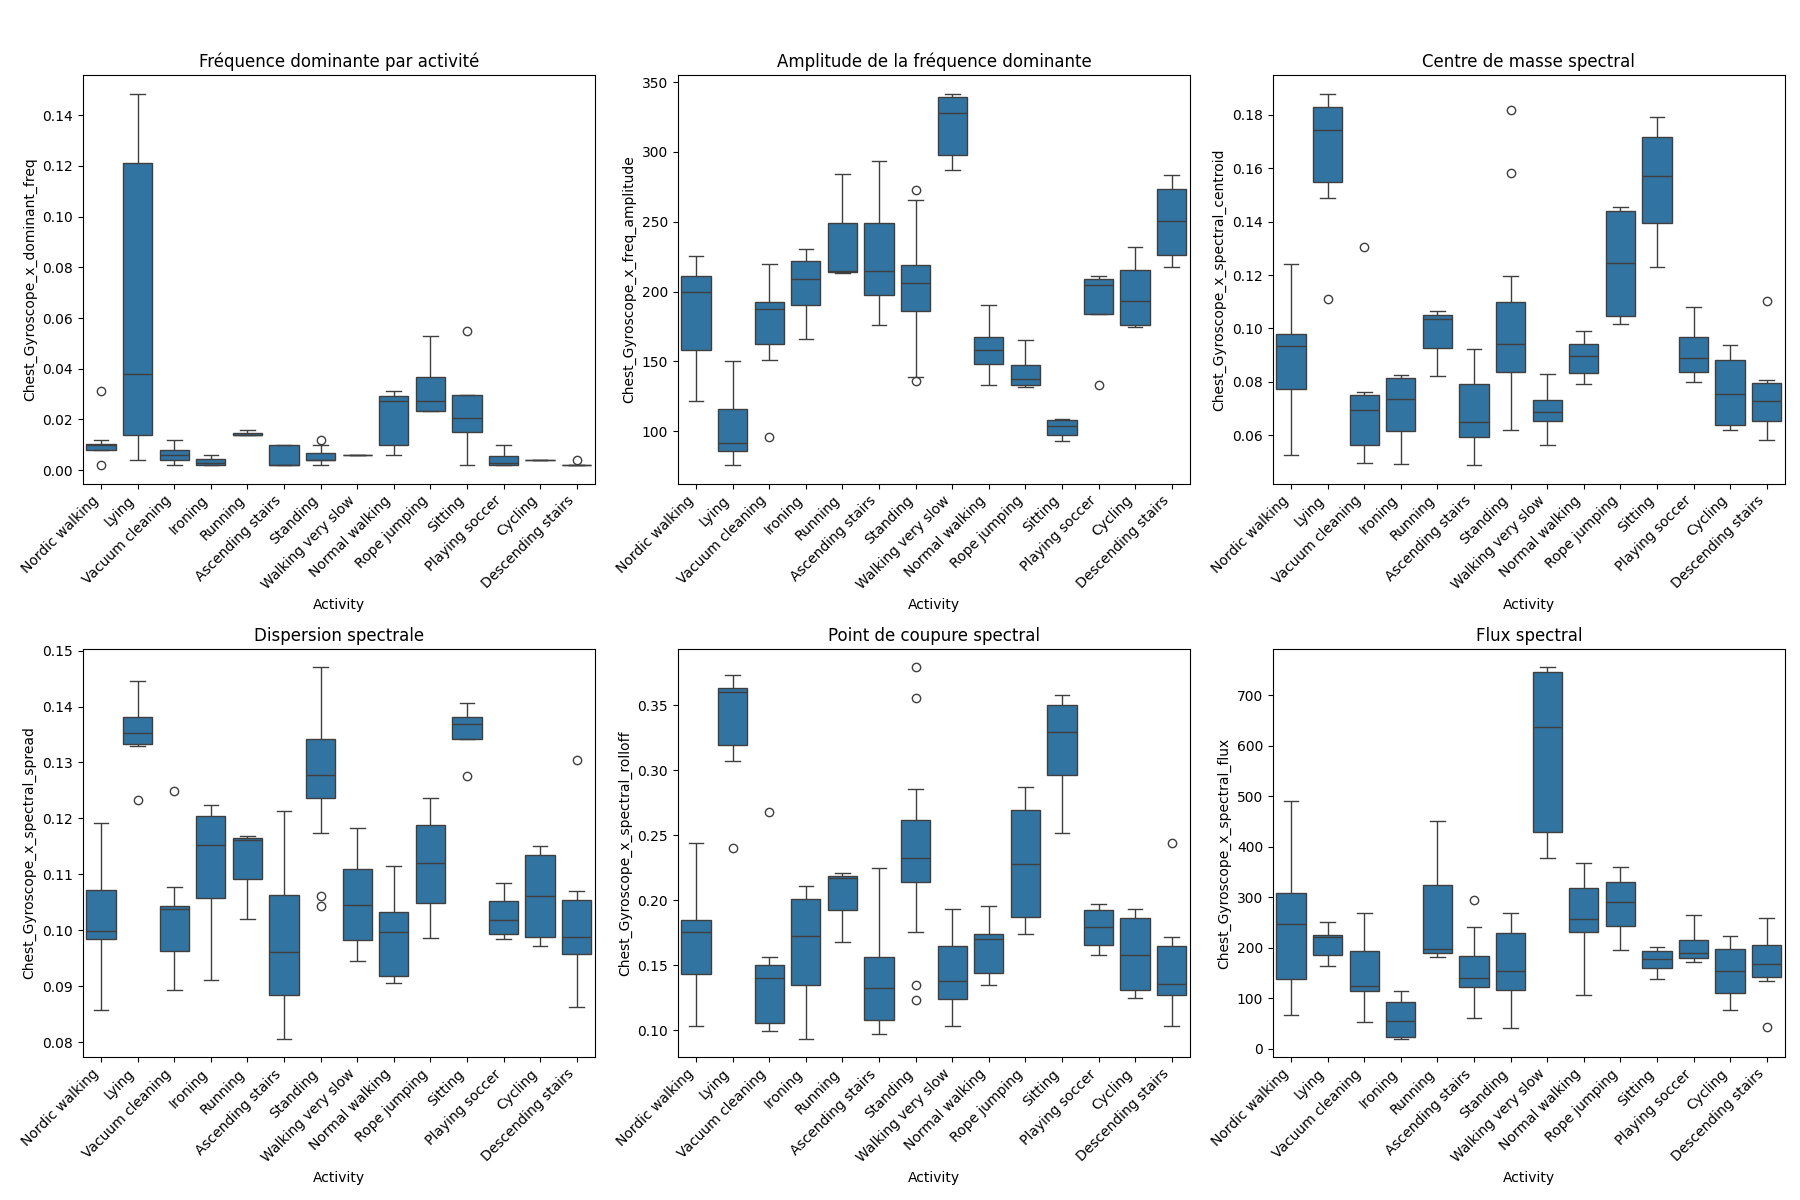 Fréquence dominante par activité
Chest_Gyroscope_x_dominant_freq
0.14
0.12
0.10
0.08
0.06
0.04
0.02
0.00
Nordic walking
Lying
Vacuum cleaning
Ironing
Running
Ascending stairs
Standing
Walking very slow
Normal walking
Rope jumping
Sitting
Playing soccer
Cycling
Descending stairs
Activity
Amplitude de la fréquence dominante
Chest_Gyroscope_x_freq_amplitude
350
300
250
200
150
100
Nordic walking
Lying
Vacuum cleaning
Ironing
Running
Ascending stairs
Standing
Walking very slow
Normal walking
Rope jumping
Sitting
Playing soccer
Cycling
Descending stairs
Activity
Centre de masse spectral
Chest_Gyroscope_x_spectral_centroid
0.18
0.16
0.14
0.12
0.10
0.08
0.06
Nordic walking
Lying
Vacuum cleaning
Ironing
Running
Ascending stairs
Standing
Walking very slow
Normal walking
Rope jumping
Sitting
Playing soccer
Cycling
Descending stairs
Activity
Dispersion spectrale
Chest_Gyroscope_x_spectral_spread
0.15
0.14
0.13
0.12
0.11
0.10
0.09
0.08
Nordic walking
Lying
Vacuum cleaning
Ironing
Running
Ascending stairs
Standing
Walking very slow
Normal walking
Rope jumping
Sitting
Playing soccer
Cycling
Descending stairs
Activity
Point de coupure spectral
Chest_Gyroscope_x_spectral_rolloff
0.35
0.30
0.25
0.20
0.15
0.10
Nordic walking
Lying
Vacuum cleaning
Ironing
Running
Ascending stairs
Standing
Walking very slow
Normal walking
Rope jumping
Sitting
Playing soccer
Cycling
Descending stairs
Activity
Flux spectral
Chest_Gyroscope_x_spectral_flux
700
600
500
400
300
200
100
0
Nordic walking
Lying
Vacuum cleaning
Ironing
Running
Ascending stairs
Standing
Walking very slow
Normal walking
Rope jumping
Sitting
Playing soccer
Cycling
Descending stairs
Activity